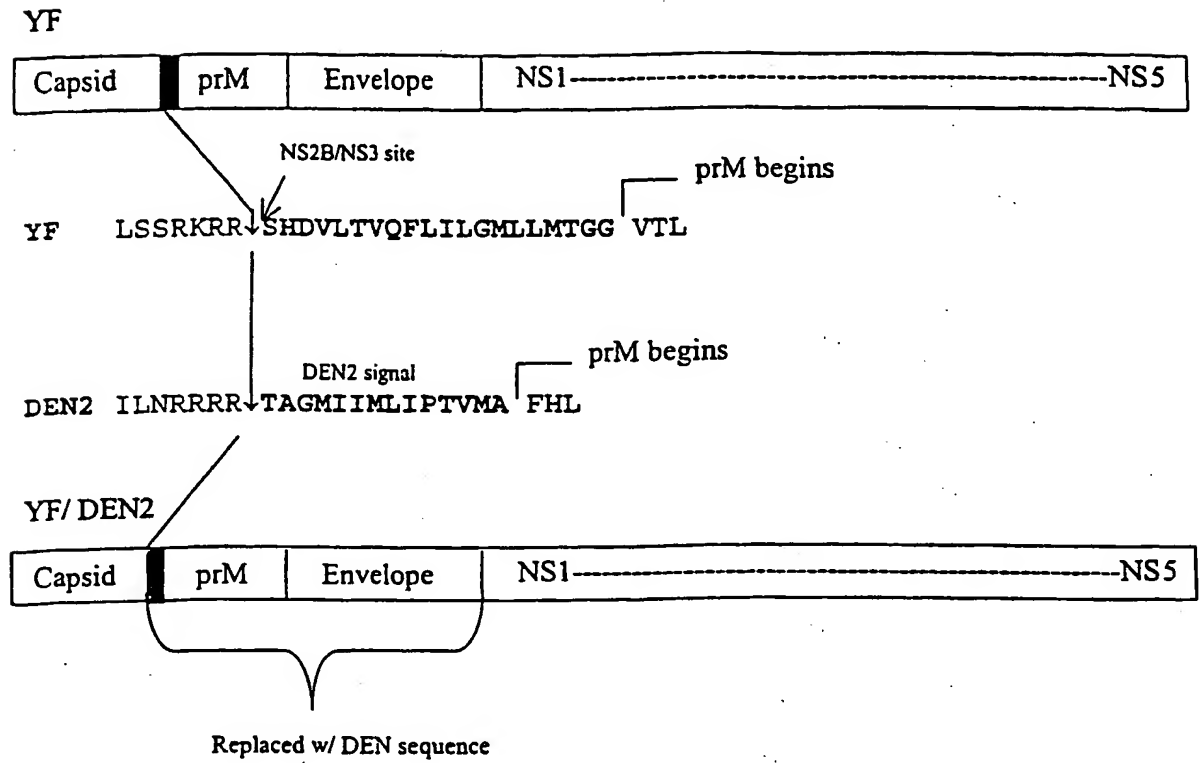 YF
Capsid prM Envelope NS1-----------------------------------------------------------NS5
NS2B/NS3 site
prM begins
YF LSSRKRR↓SHDVLTVQFLILGMLLMTGG VTL
prM begins
DEN2 signal
DEN2 ILNRRRR↓TAGMIIMLIPTVMA FHL
YF/ DEN2
Capsid prM Envelope NS1-----------------------------------------------------------NS5
Replaced w/ DEN sequence